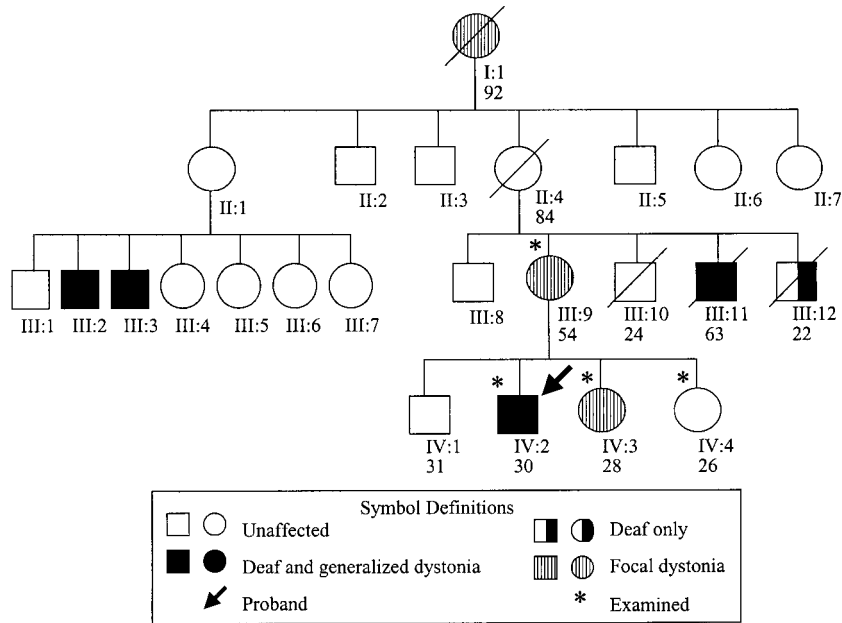 I:1
92
II:1 II:2 II:3 II:4 II:5 II:6 II:7
84
*
III:1 III:2 III:3 III:4 III:5 III:6 III:7 III:8 III:9 III:10 III:11 III:12
54 24 63 22
* * *
IV:1 IV:2 IV:3 IV:4
31 30 28 26
Symbol Definitions
Unaffected Deaf only
Deaf and generalized dystonia Focal dystonia
Proband * Examined